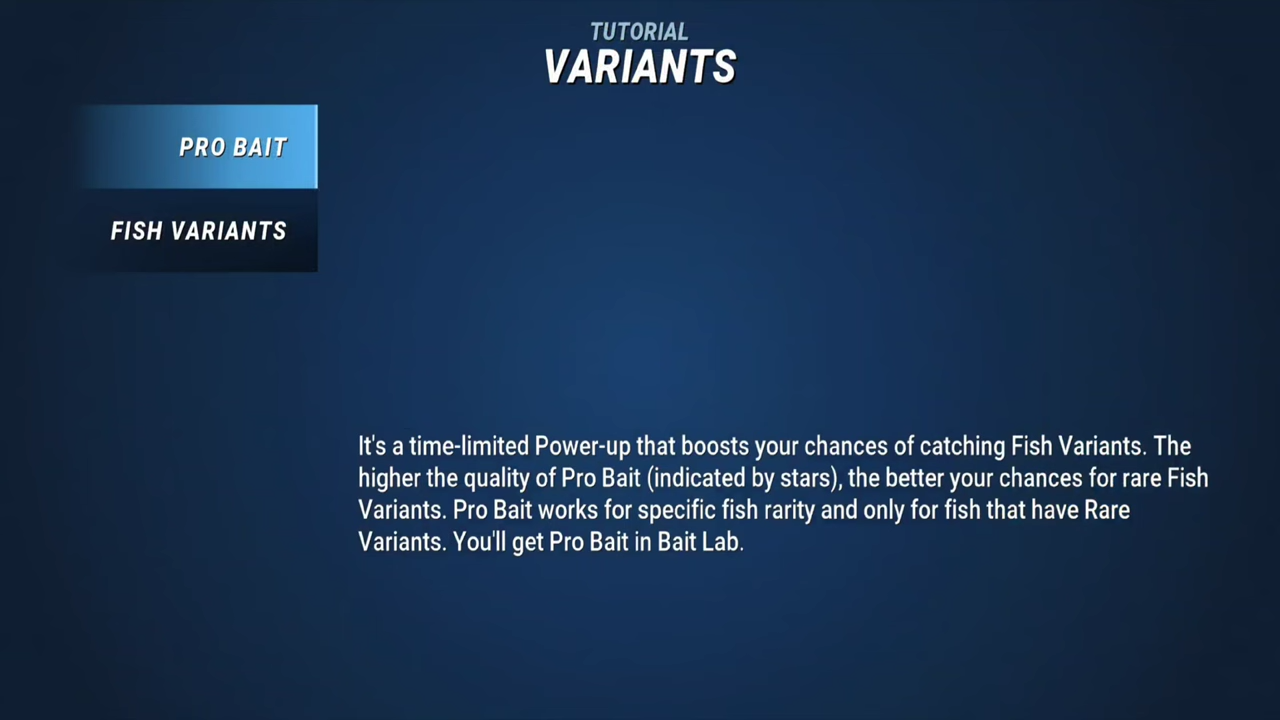 TUTORIAL
VARIANTS
PRO BAIT
FISH VARIANTS
It's a time-limited Power-up that boosts your chances of catching Fish Variants. The
higher the quality of Pro Bait (indicated by stars), the better your chances for rare Fish
Variants. Pro Bait works for specific fish rarity and only for fish that have Rare
Variants. You'll get Pro Bait in Bait Lab.